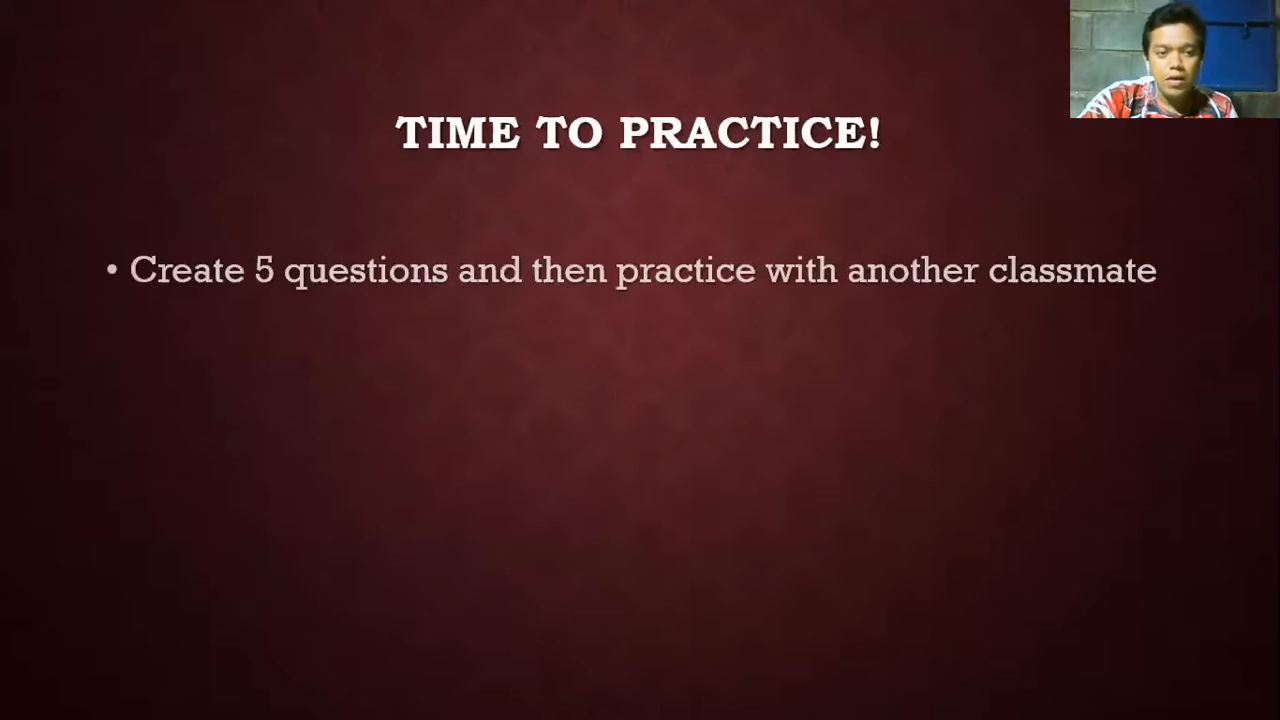 TIME TO PRACTICE!
• Create 5 questions and then practice with another classmate